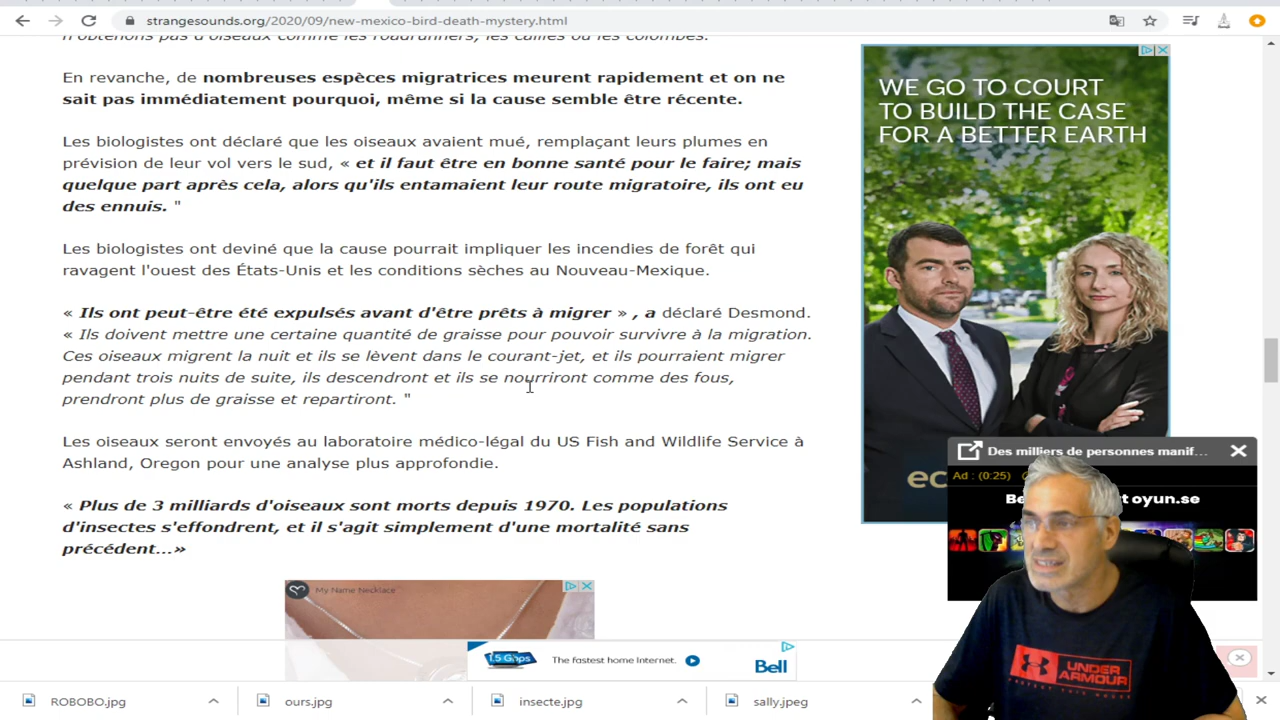 strangesounds.org/2020/09/new-mexico-bird-death-mystery.html
n'obtenons pas d'oiseaux comme les roadrunners, les cailles ou les colombes.
En revanche, de nombreuses espèces migratrices meurent rapidement et on ne
sait pas immédiatement pourquoi, même si la cause semble être récente.
Les biologistes ont déclaré que les oiseaux avaient mué, remplaçant leurs plumes en
prévision de leur vol vers le sud, « et il faut être en bonne santé pour le faire; mais
quelque part après cela, alors qu'ils entamaient leur route migratoire, ils ont eu
des ennuis. "
Les biologistes ont deviné que la cause pourrait impliquer les incendies de forêt qui
ravagent l'ouest des États-Unis et les conditions sèches au Nouveau-Mexique.
« Ils ont peut-être été expulsés avant d'être prêts à migrer » , a déclaré Desmond.
« Ils doivent mettre une certaine quantité de graisse pour pouvoir survivre à la migration.
Ces oiseaux migrent la nuit et ils se lèvent dans le courant-jet, et ils pourraient migrer
pendant trois nuits de suite, ils descendront et ils se nourriront comme des fous,
prendront plus de graisse et repartiront. "
Les oiseaux seront envoyés au laboratoire médico-légal du US Fish and Wildlife Service à
Ashland, Oregon pour une analyse plus approfondie.
« Plus de 3 milliards d'oiseaux sont morts depuis 1970. Les populations
d'insectes s'effondrent, et il s'agit simplement d'une mortalité sans
précédent...»
WE GO TO COURT
TO BUILD THE CASE
FOR A BETTER EARTH
ec
Des milliers de personnes manif...
Ad : (0:25)
Be
t oyun.se
My Name Necklace
1.5 Gbps
The fastest home Internet.
Bell
UNDER
ARMOUR
ROBOBO.jpg
ours.jpg
insecte.jpg
sally.jpeg